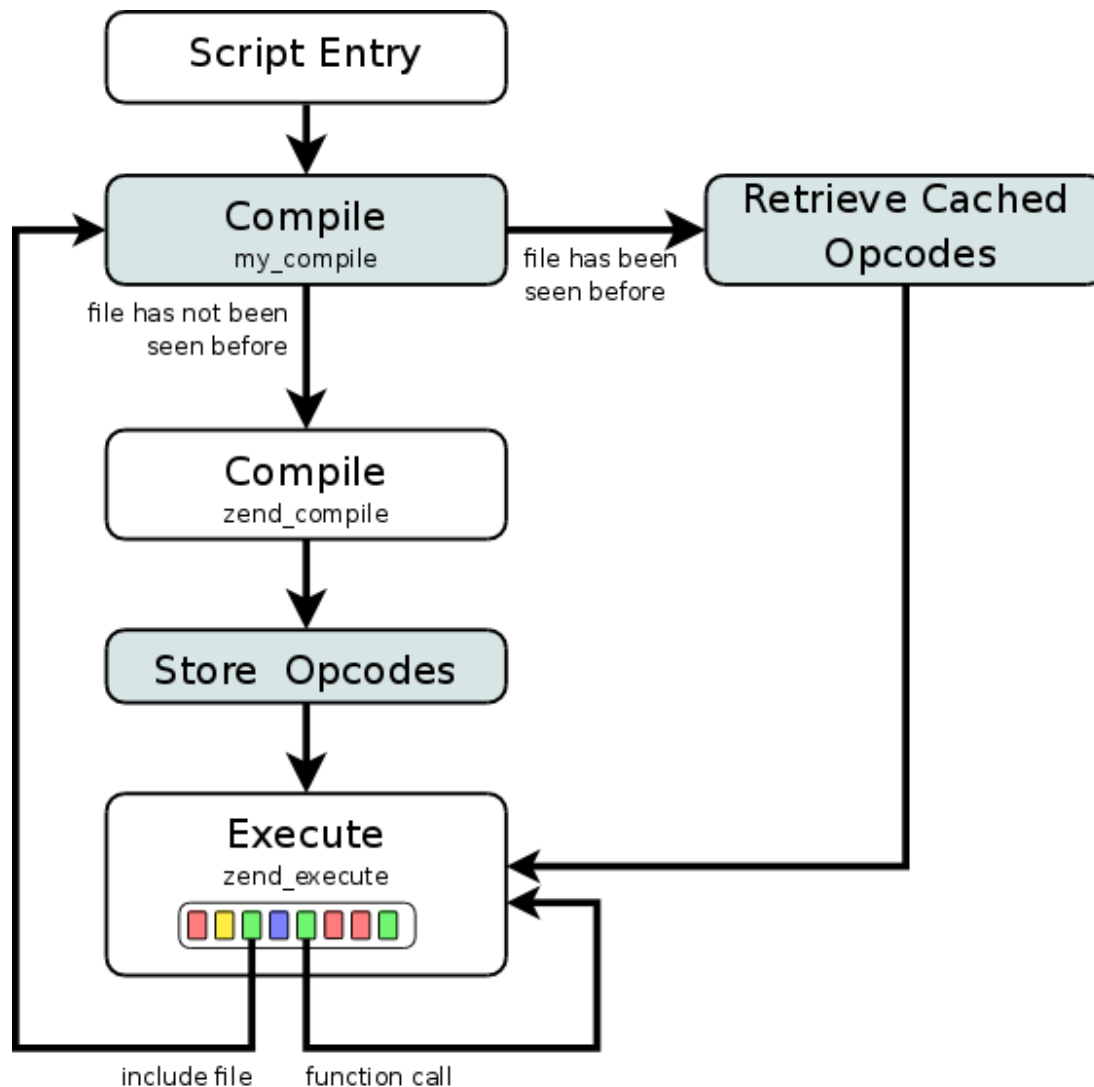 Script Entry
Compile
my_compile
Retrieve Cached
Opcodes
file has been
seen before
file has not been
seen before
Compile
zend_compile
Store Opcodes
Execute
zend_execute
include file
function call